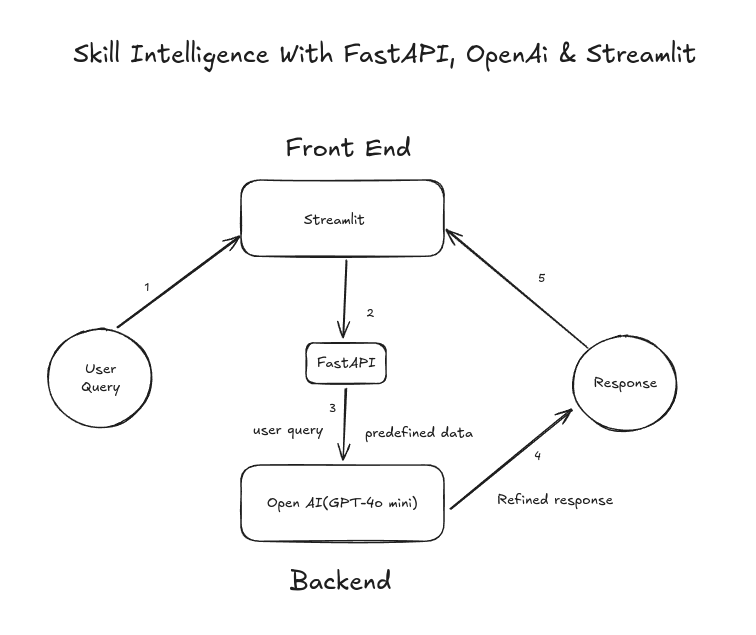 Skill Intelligence With FastAPI, OpenAi & Streamlit
Front End
Streamlit
1
5
2
FastAPI
User
Query
Response
3
user query
predefined data
4
Open AI(GPT-4o mini)
Refined response
Backend